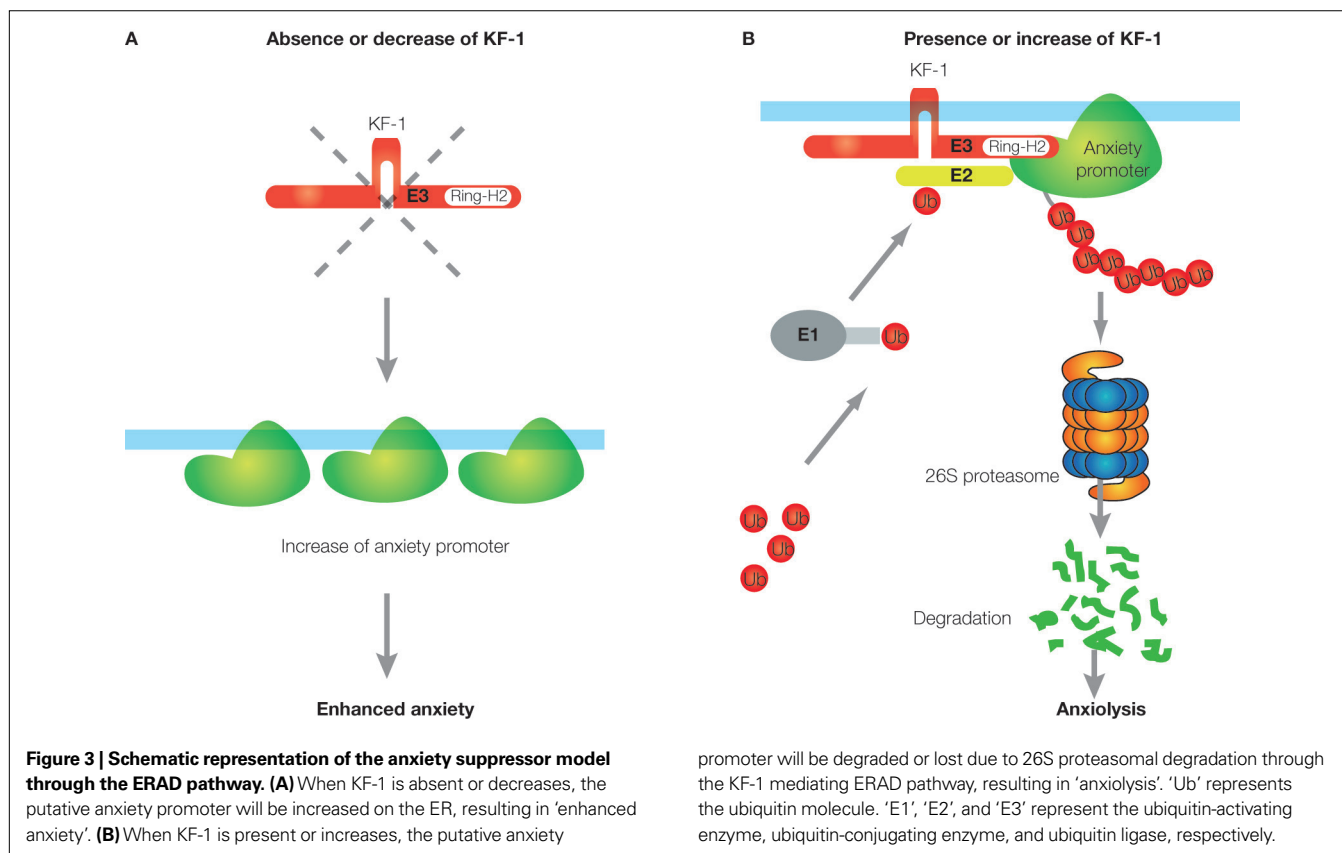 A Absence or decrease of KF-1
KF-1
E3 Ring-H2
Increase of anxiety promoter
Enhanced anxiety
B Presence or increase of KF-1
KF-1
E3 Ring-H2
Anxiety
promoter
E2
Ub
Ub
Ub
Ub
Ub
Ub
Ub
Ub
Ub
E1 Ub
26S proteasome
Ub
Ub
Ub
Ub
Degradation
Anxiolysis
Figure 3 | Schematic representation of the anxiety suppressor model
through the ERAD pathway. (A) When KF-1 is absent or decreases, the
putative anxiety promoter will be increased on the ER, resulting in ‘enhanced
anxiety’. (B) When KF-1 is present or increases, the putative anxiety
promoter will be degraded or lost due to 26S proteasomal degradation through
the KF-1 mediating ERAD pathway, resulting in ‘anxiolysis’. ‘Ub’ represents
the ubiquitin molecule. ‘E1’, ‘E2’, and ‘E3’ represent the ubiquitin-activating
enzyme, ubiquitin-conjugating enzyme, and ubiquitin ligase, respectively.